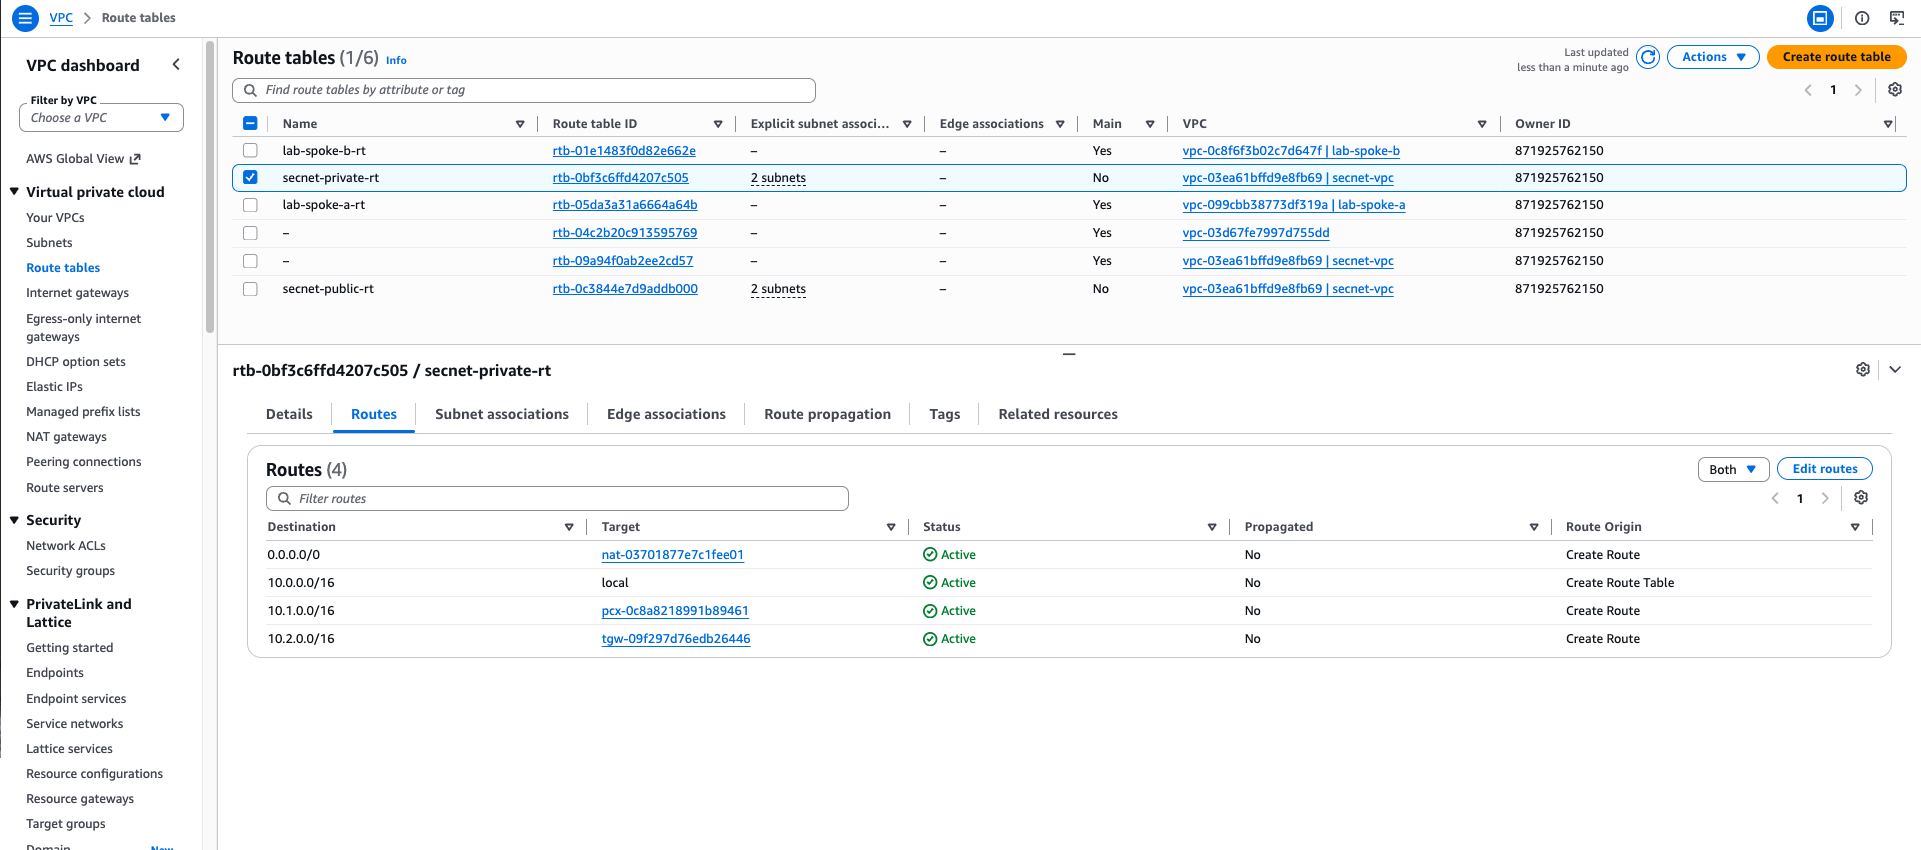 VPC > Route tables
VPC dashboard
Filter by VPC
Choose a VPC
AWS Global View
Virtual private cloud
Your VPCs
Subnets
Route tables
Internet gateways
Egress-only internet
gateways
DHCP option sets
Elastic IPs
Managed prefix lists
NAT gateways
Peering connections
Route servers
Security
Network ACLs
Security groups
PrivateLink and
Lattice
Getting started
Endpoints
Endpoint services
Service networks
Lattice services
Resource configurations
Resource gateways
Target groups
Domain New
Route tables (1/6) Info
Last updated
less than a minute ago
Actions
Create route table
Find route tables by attribute or tag
1
Name Route table ID Explicit subnet associ... Edge associations Main VPC Owner ID
lab-spoke-b-rt rtb-01e1483f0d82e662e – – Yes vpc-0c8f6f3b02c7d647f | lab-spoke-b 871925762150
secnet-private-rt rtb-0bf3c6ffd4207c505 2 subnets – No vpc-03ea61bffd9e8fb69 | secnet-vpc 871925762150
lab-spoke-a-rt rtb-05da3a31a6664a64b – – Yes vpc-099cbb38773df319a | lab-spoke-a 871925762150
– rtb-04c2b20c913595769 – – Yes vpc-03d67fe7997d755dd 871925762150
– rtb-09a94f0ab2ee2cd57 – – Yes vpc-03ea61bffd9e8fb69 | secnet-vpc 871925762150
secnet-public-rt rtb-0c3844e7d9addb000 2 subnets – No vpc-03ea61bffd9e8fb69 | secnet-vpc 871925762150
rtb-0bf3c6ffd4207c505 / secnet-private-rt
Details Routes Subnet associations Edge associations Route propagation Tags Related resources
Routes (4)
Both
Edit routes
Filter routes
1
Destination Target Status Propagated Route Origin
0.0.0.0/0 nat-03701877e7c1fee01 Active No Create Route
10.0.0.0/16 local Active No Create Route Table
10.1.0.0/16 pcx-0c8a8218991b89461 Active No Create Route
10.2.0.0/16 tgw-09f297d76edb26446 Active No Create Route